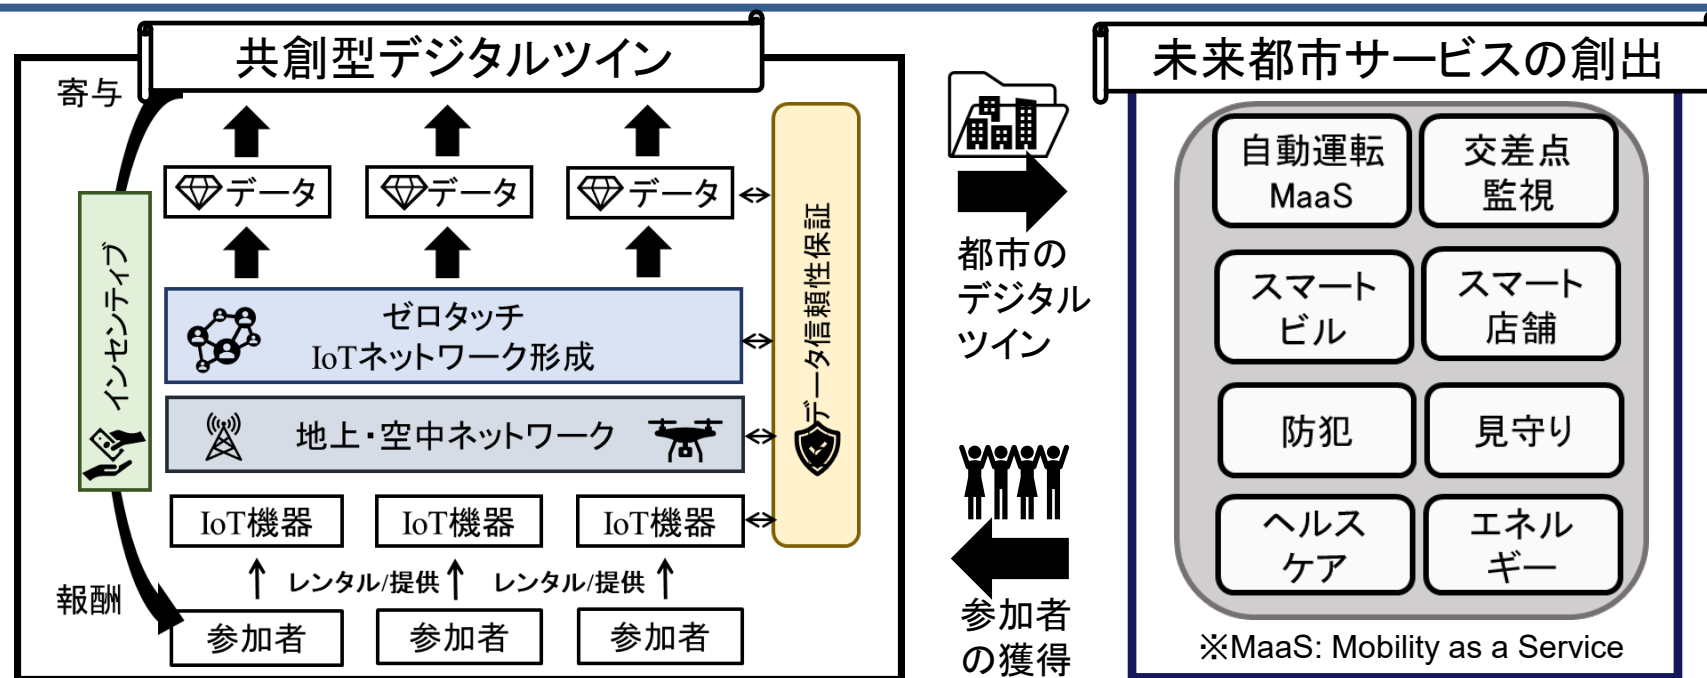 共創型デジタルツイン
寄与
データ
データ
データ
インセンティブ
データ信頼性保証
ゼロタッチ
IoTネットワーク形成
地上・空中ネットワーク
IoT機器
IoT機器
IoT機器
レンタル/提供
レンタル/提供
報酬
参加者
参加者
参加者
都市の
デジタル
ツイン
参加者
の獲得
未来都市サービスの創出
自動運転
MaaS
交差点
監視
スマート
ビル
スマート
店舗
防犯
見守り
ヘルス
ケア
エネル
ギー
※MaaS: Mobility as a Service